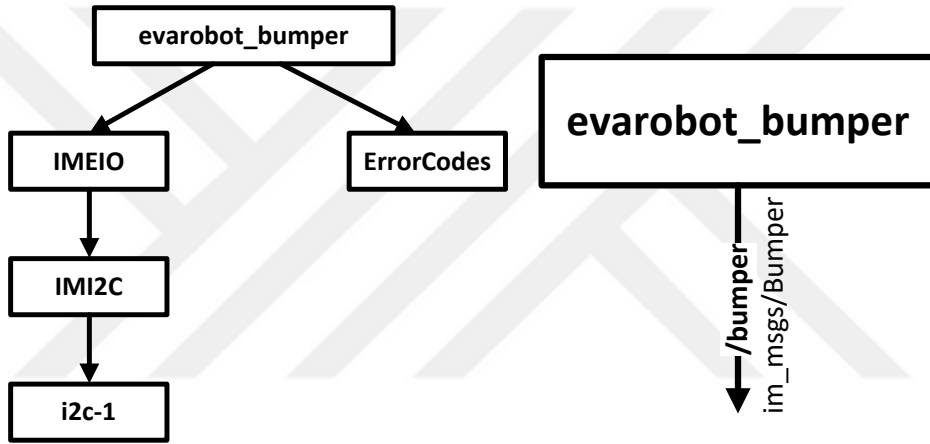 evarobot_bumper
IMEIO
ErrorCodes
IMI2C
i2c-1
evarobot_bumper
/bumper
im_msgs/Bumper